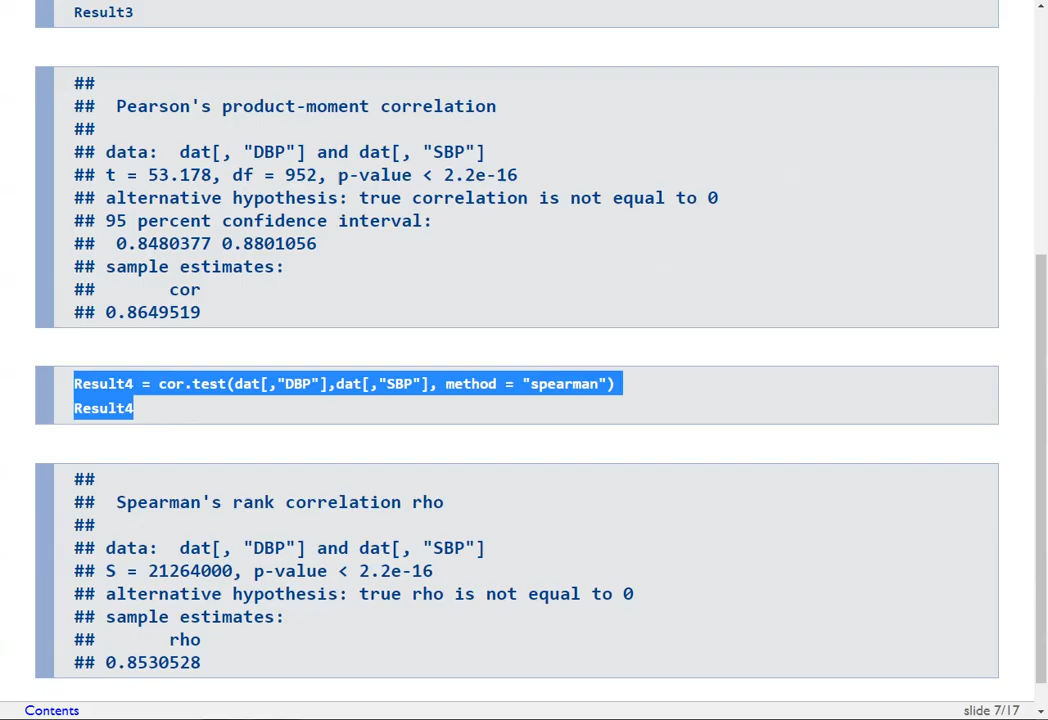 Result3
##
##  Pearson's product-moment correlation
##
## data:  dat[, "DBP"] and dat[, "SBP"]
## t = 53.178, df = 952, p-value < 2.2e-16
## alternative hypothesis: true correlation is not equal to 0
## 95 percent confidence interval:
##  0.8480377 0.8801056
## sample estimates:
##       cor
## 0.8649519
Result4 = cor.test(dat[,"DBP"],dat[,"SBP"], method = "spearman")
Result4
##
##  Spearman's rank correlation rho
##
## data:  dat[, "DBP"] and dat[, "SBP"]
## S = 21264000, p-value < 2.2e-16
## alternative hypothesis: true rho is not equal to 0
## sample estimates:
##       rho
## 0.8530528
Contents
slide 7/17